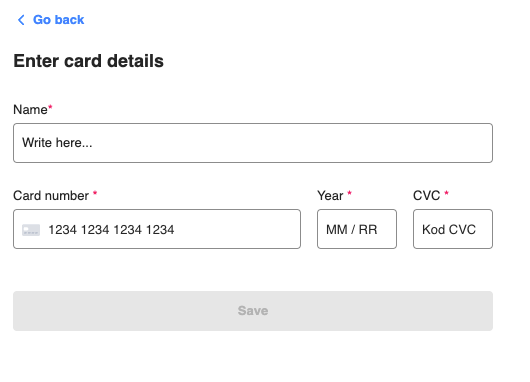 Go back
Enter card details
Name*
Write here...
Card number * Year * CVC *
1234 1234 1234 1234 MM / RR Kod CVC
Save